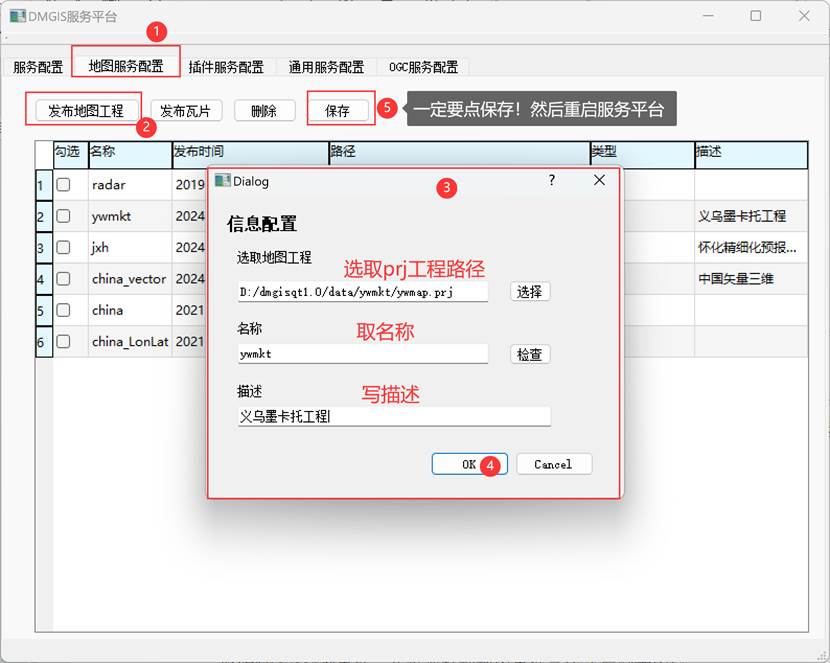 DMGIS服务平台
1
服务配置 地图服务配置 插件服务配置 通用服务配置 OGC服务配置
发布地图工程 发布瓦片 删除 保存 5 一定要点保存！然后重启服务平台
2
勾选 名称 发布时间 路径 类型 描述
1 radar 2019
2 ywmkt 2024 义乌墨卡托工程
3 jxh 2024 怀化精细化预报...
4 china_vector 2024 中国矢量三维
5 china 2021
6 china_LonLat 2021
Dialog 3 ?
信息配置
选取地图工程
选取prj工程路径
D:/dmgisqt1.0/data/ywmkt/ywmap.prj 选择
名称 取名称
ywmkt 检查
描述 写描述
义乌墨卡托工程
OK 4 Cancel